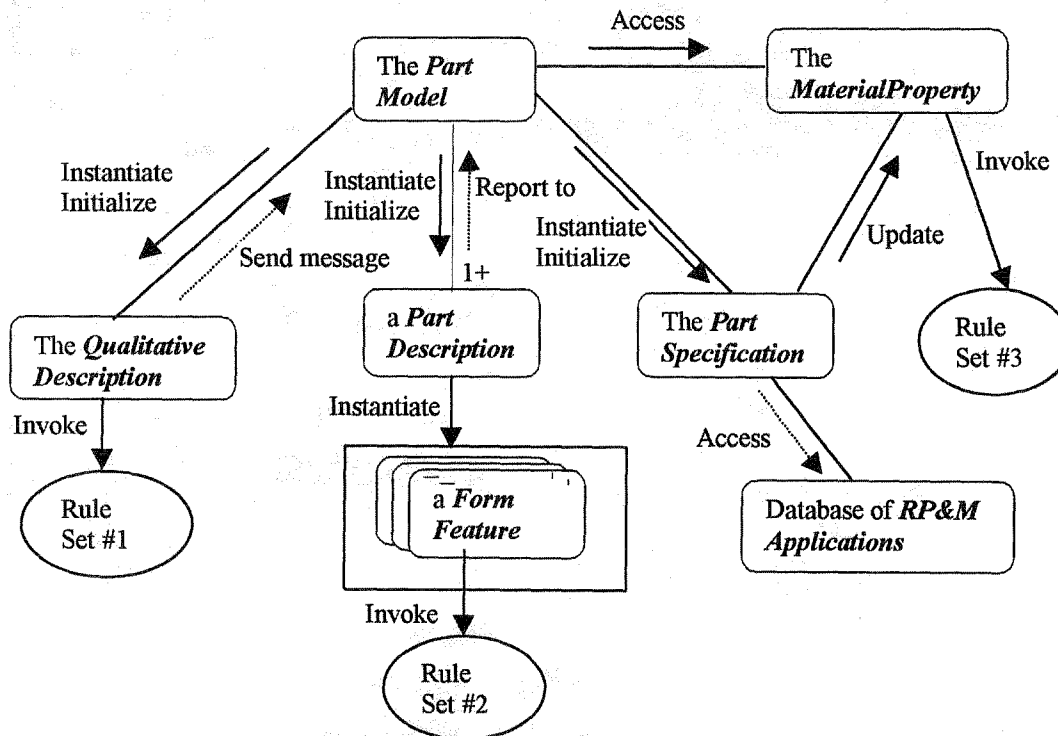 Access
The Part
Model
The
MaterialProperty
Instantiate
Initialize
Instantiate
Initialize
Report to
Instantiate
Initialize
Invoke
Send message
Update
1+
The Qualitative
Description
a Part
Description
The Part
Specification
Rule
Set #3
Invoke
Instantiate
Access
Rule
Set #1
a Form
Feature
Database of RP&M
Applications
Invoke
Rule
Set #2